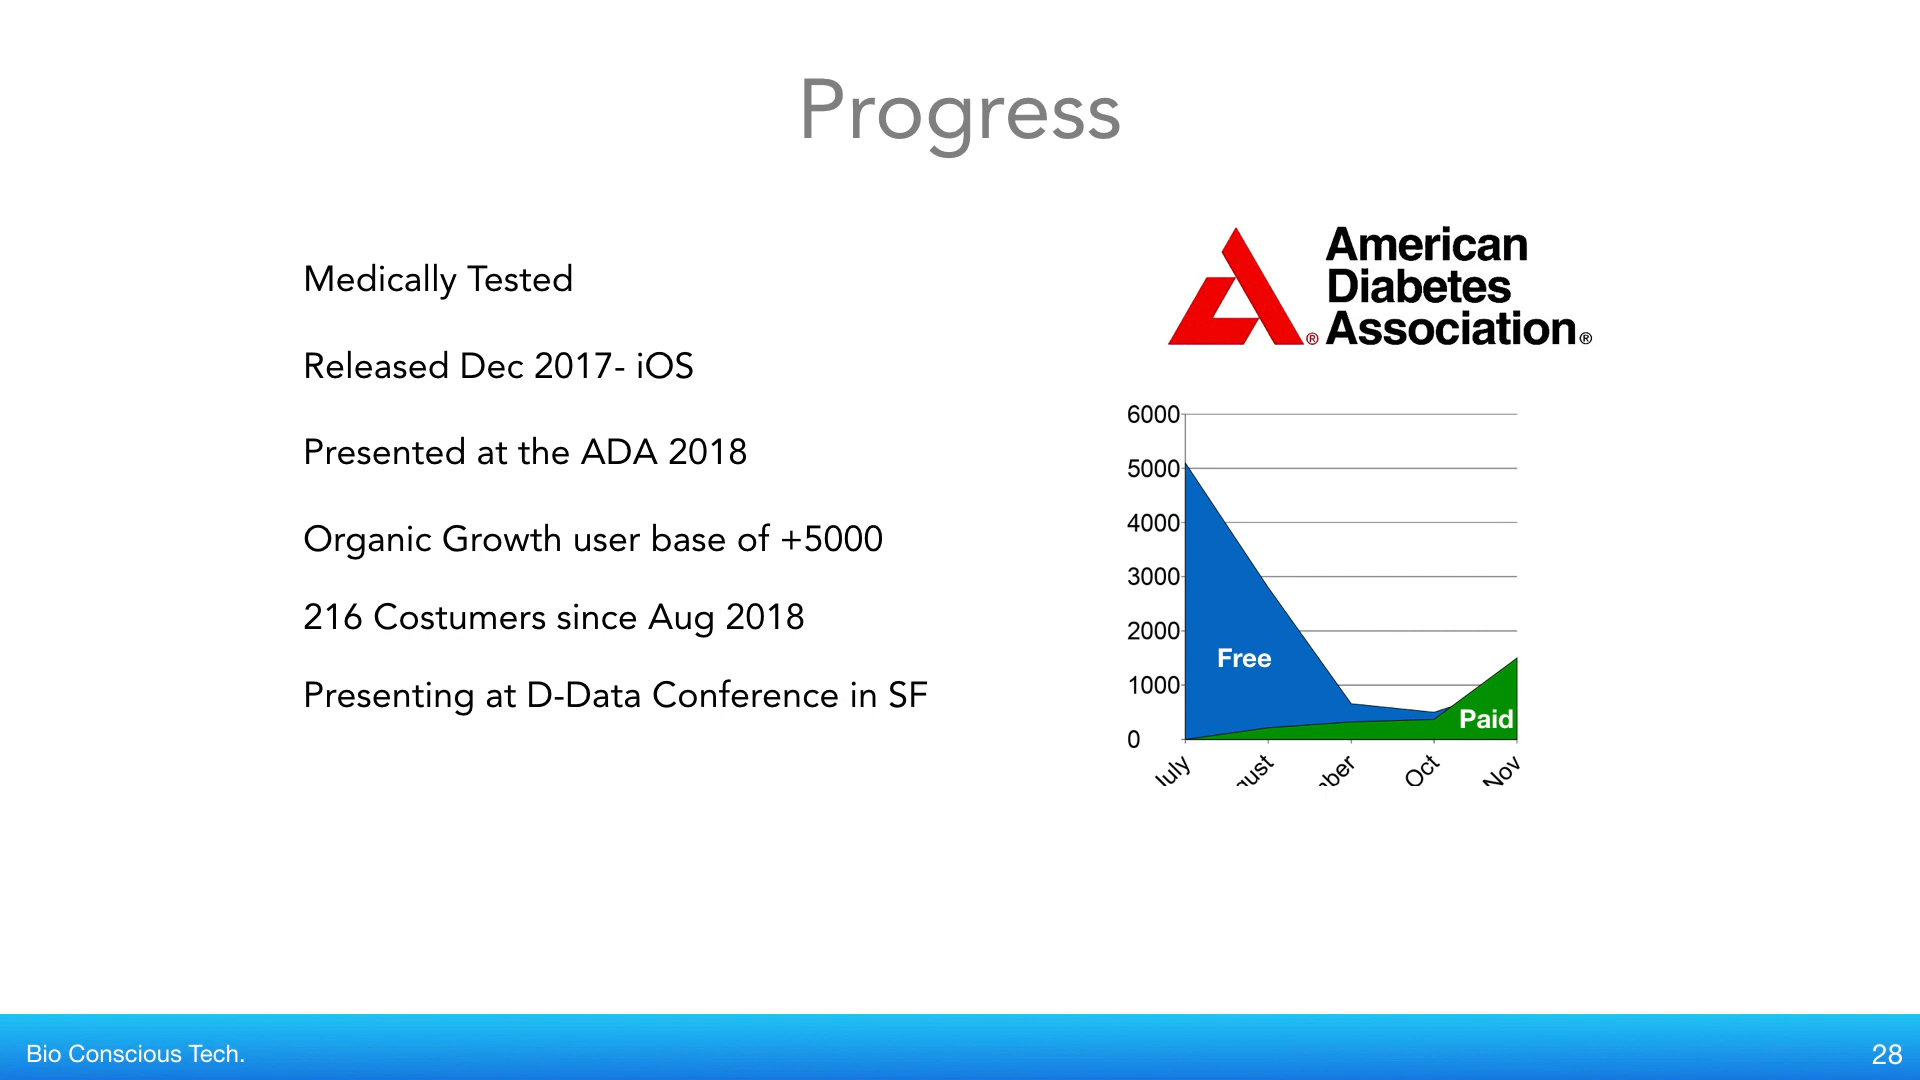 Progress
Medically Tested
Released Dec 2017- iOS
Presented at the ADA 2018
Organic Growth user base of +5000
216 Costumers since Aug 2018
Presenting at D-Data Conference in SF
American
Diabetes
Association®
®
6000
5000
4000
3000
2000
1000
0
Free
Paid
Oct
Nov
Bio Conscious Tech.
28